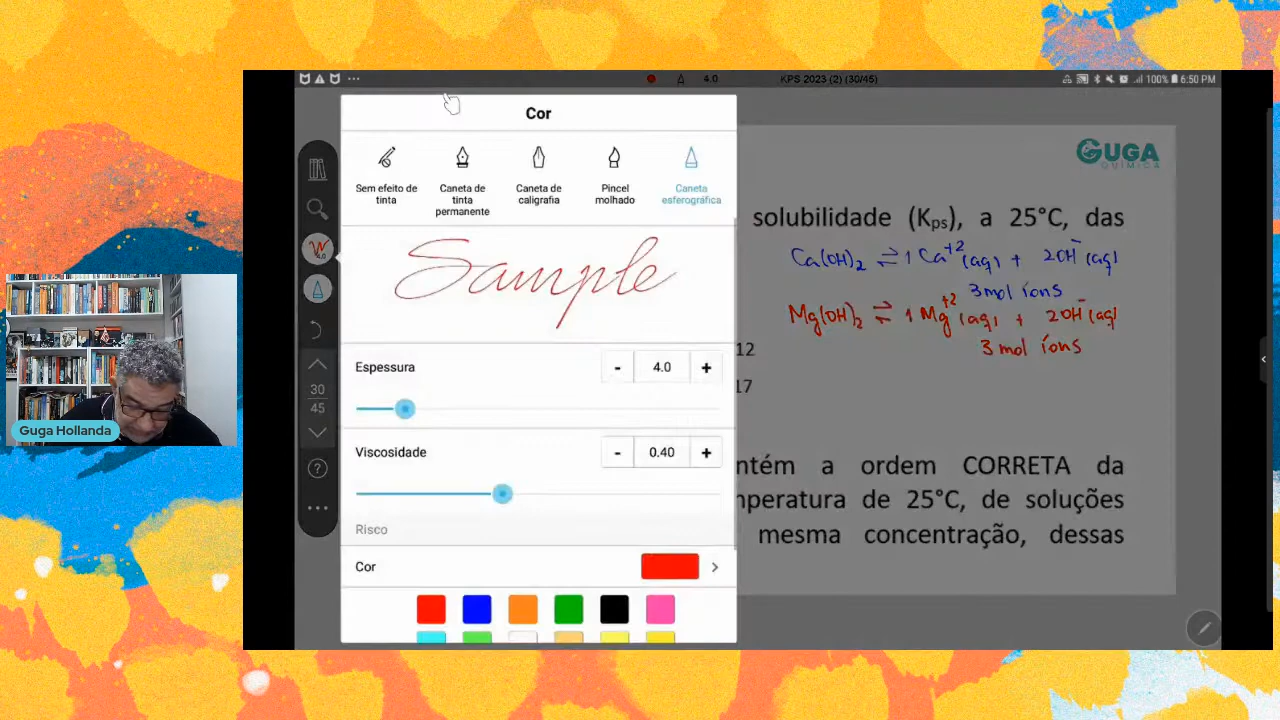 4.0
KPS 2023 (2) (30/45)
100% 6:50 PM
Cor
GUGA
QUÍMICA
Sem efeito de tinta
Caneta de tinta permanente
Caneta de caligrafia
Pincel molhado
Caneta esferográfica
solubilidade (Kps), a 25°C, das
Sample
Ca(OH)₂ ⇌ 1 Ca⁺² (aq) + 2OH⁻ (aq)
3 mol íons
Mg(OH)₂ ⇌ 1 Mg⁺² (aq) + 2OH⁻ (aq)
3 mol íons
12
Espessura - 4.0 +
17
30
45
Guga Hollanda
Viscosidade - 0.40 +
ntém a ordem CORRETA da
mperatura de 25°C, de soluções
Risco
mesma concentração, dessas
Cor